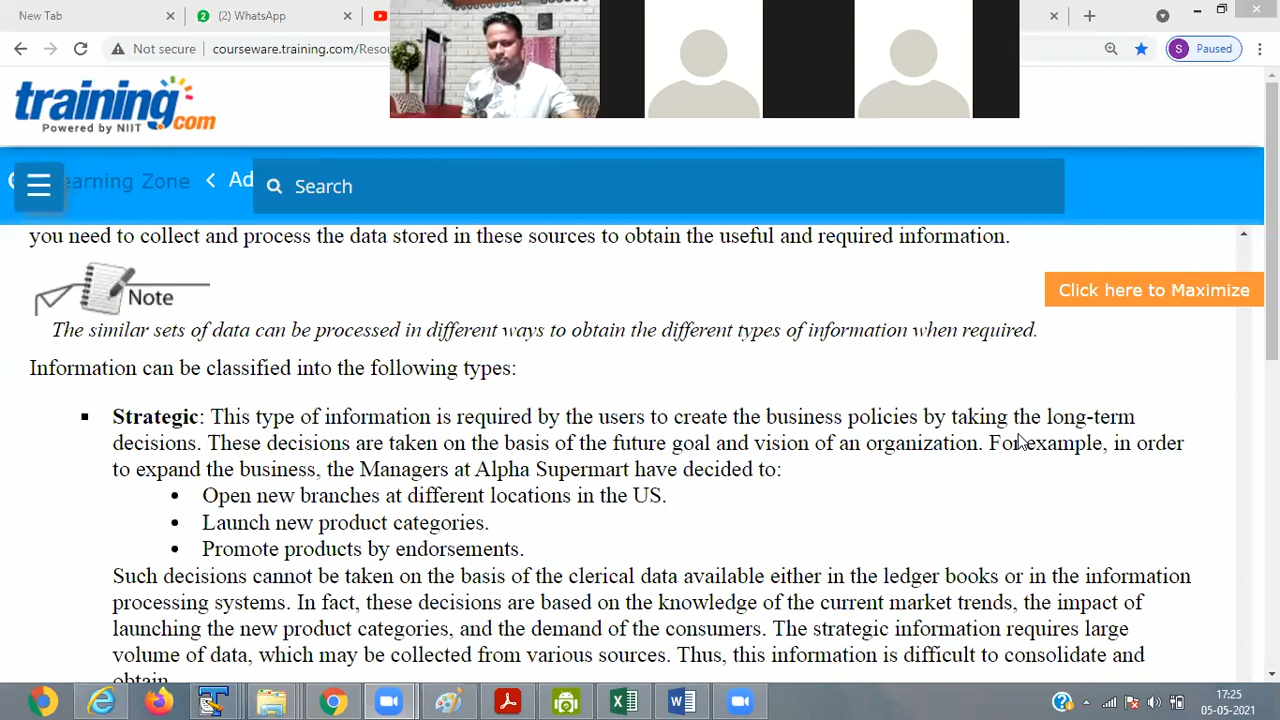 New Tab
(2) WhatsApp
Not secure
courseware.training.com/Reso
S
Paused
training.com
Powered by NIIT
earning Zone
Ad
Search
you need to collect and process the data stored in these sources to obtain the useful and required information.
Note
Click here to Maximize
The similar sets of data can be processed in different ways to obtain the different types of information when required.
Information can be classified into the following types:
Strategic: This type of information is required by the users to create the business policies by taking the long-term
decisions. These decisions are taken on the basis of the future goal and vision of an organization. For example, in order
to expand the business, the Managers at Alpha Supermart have decided to:
Open new branches at different locations in the US.
Launch new product categories.
Promote products by endorsements.
Such decisions cannot be taken on the basis of the clerical data available either in the ledger books or in the information
processing systems. In fact, these decisions are based on the knowledge of the current market trends, the impact of
launching the new product categories, and the demand of the consumers. The strategic information requires large
volume of data, which may be collected from various sources. Thus, this information is difficult to consolidate and
obtain
17:25
05-05-2021